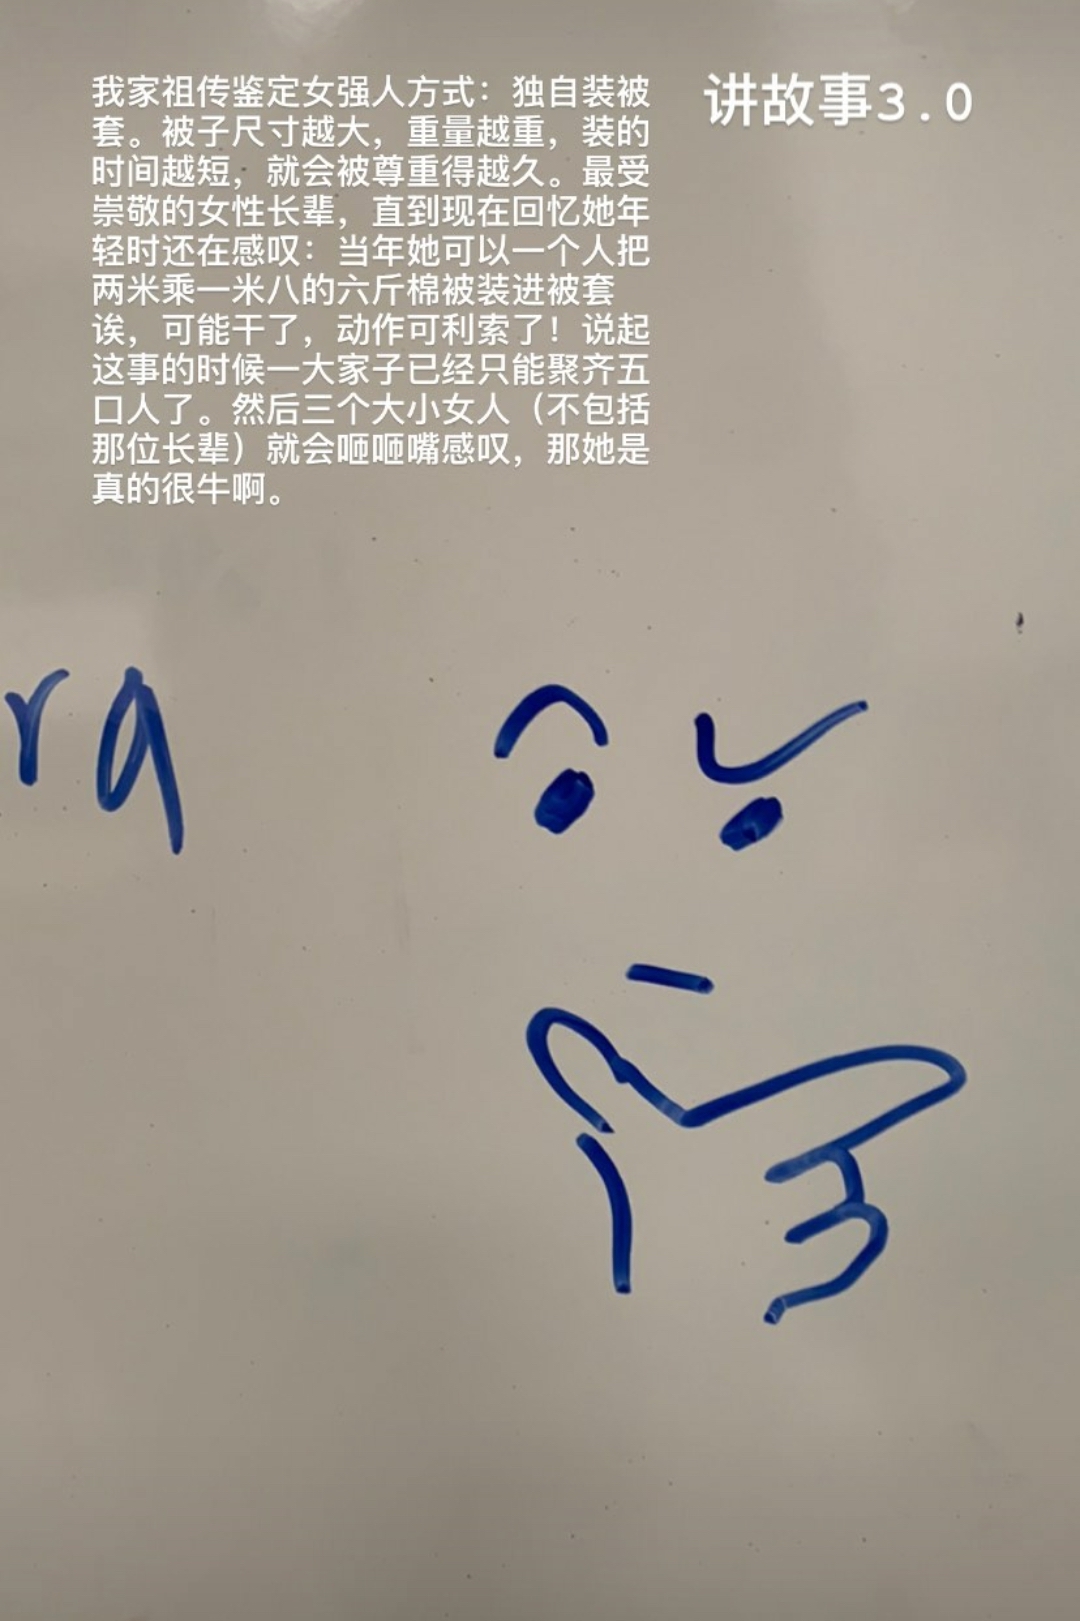 我家祖传鉴定女强人方式：独自装被
套。被子尺寸越大，重量越重，装的
时间越短，就会被尊重得越久。最受
崇敬的女性长辈，直到现在回忆她年
轻时还在感叹：当年她可以一个人把
两米乘一米八的六斤棉被装进被套
诶，可能干了，动作可利索了！说起
这事的时候一大家子已经只能聚齐五
口人了。然后三个大小女人（不包括
那位长辈）就会咂咂嘴感叹，那她是
真的很牛啊。
讲故事3.0
ra